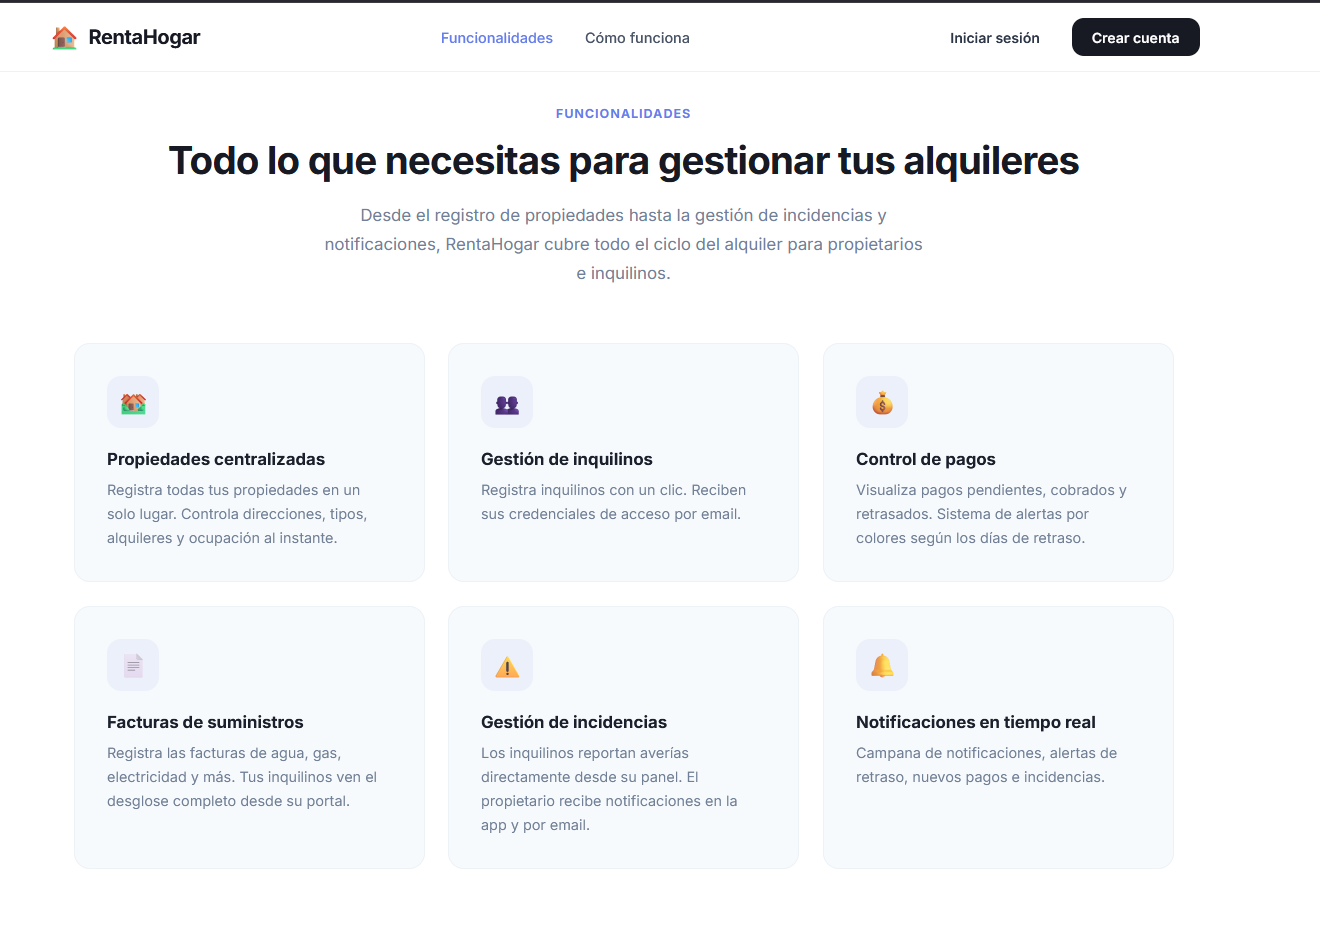 RentaHogar
Funcionalidades
Cómo funciona
Iniciar sesión
Crear cuenta
FUNCIONALIDADES
Todo lo que necesitas para gestionar tus alquileres
Desde el registro de propiedades hasta la gestión de incidencias y
notificaciones, RentaHogar cubre todo el ciclo del alquiler para propietarios
e inquilinos.
Propiedades centralizadas
Registra todas tus propiedades en un
solo lugar. Controla direcciones, tipos,
alquileres y ocupación al instante.
Gestión de inquilinos
Registra inquilinos con un clic. Reciben
sus credenciales de acceso por email.
Control de pagos
Visualiza pagos pendientes, cobrados y
retrasados. Sistema de alertas por
colores según los días de retraso.
Facturas de suministros
Registra las facturas de agua, gas,
electricidad y más. Tus inquilinos ven el
desglose completo desde su portal.
Gestión de incidencias
Los inquilinos reportan averías
directamente desde su panel. El
propietario recibe notificaciones en la
app y por email.
Notificaciones en tiempo real
Campana de notificaciones, alertas de
retraso, nuevos pagos e incidencias.